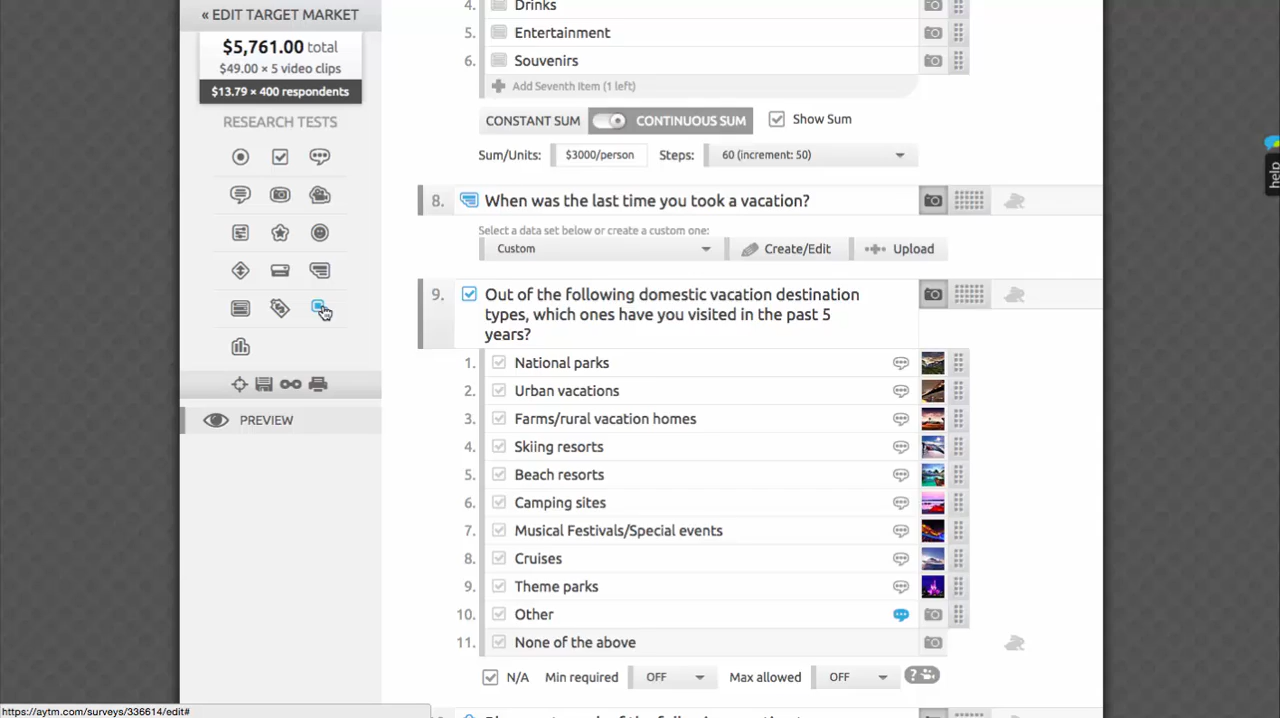 « EDIT TARGET MARKET
$5,761.00 total
$49.00 × 5 video clips
$13.79 × 400 respondents
RESEARCH TESTS
PREVIEW
4. Drinks
5. Entertainment
6. Souvenirs
Add Seventh Item (1 left)
CONSTANT SUM CONTINUOUS SUM Show Sum
Sum/Units: $3000/person Steps: 60 (increment: 50)
8. When was the last time you took a vacation?
Select a data set below or create a custom one:
Custom Create/Edit Upload
9. Out of the following domestic vacation destination
types, which ones have you visited in the past 5
years?
1. National parks
2. Urban vacations
3. Farms/rural vacation homes
4. Skiing resorts
5. Beach resorts
6. Camping sites
7. Musical Festivals/Special events
8. Cruises
9. Theme parks
10. Other
11. None of the above
N/A Min required OFF Max allowed OFF ?
help
https://aytm.com/surveys/336614/edit#